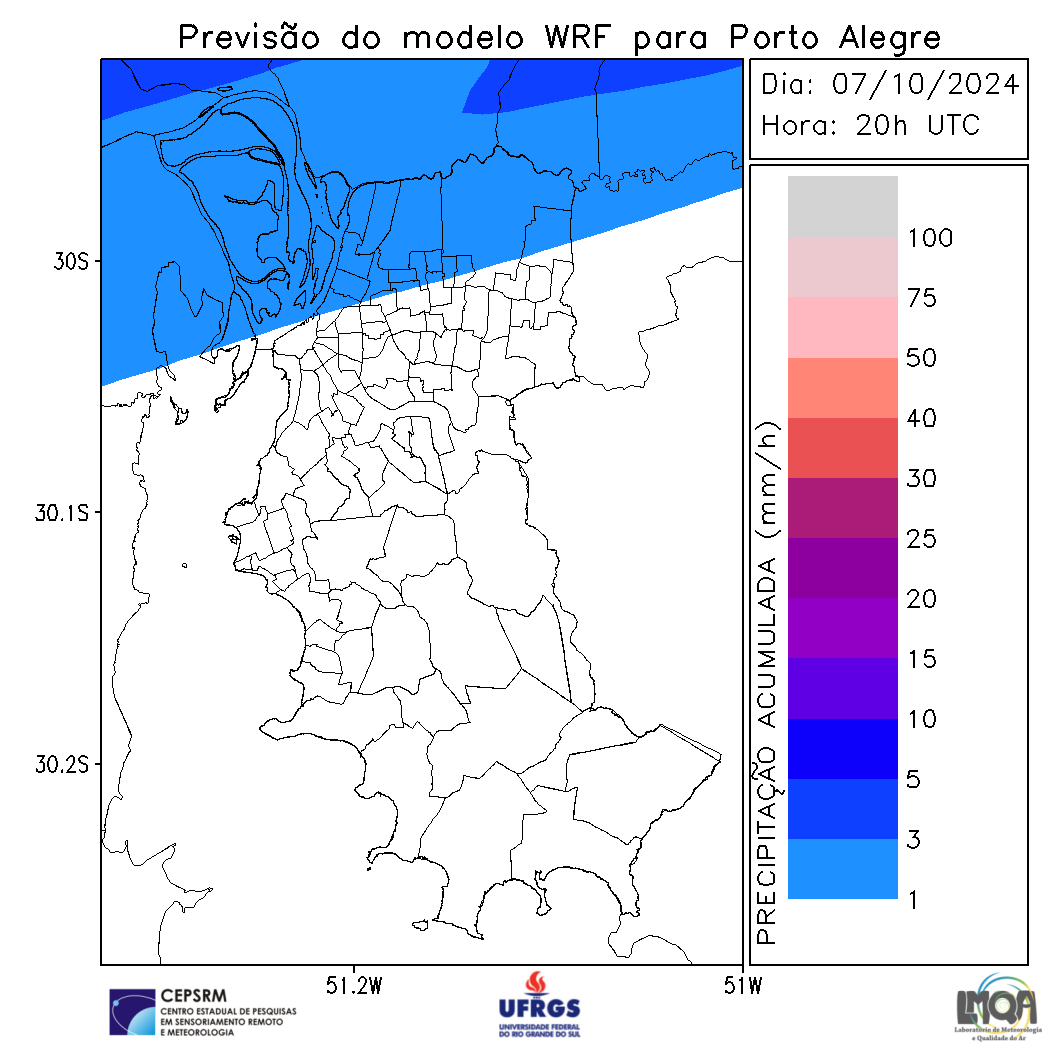 Previsão do modelo WRF para Porto Alegre
Dia: 07/10/2024
Hora: 20h UTC
30S
30.1S
30.2S
51.2W
51W
PRECIPITAÇÃO ACUMULADA (mm/h)
100
75
50
40
30
25
20
15
10
5
3
1
CEPSRM
CENTRO ESTADUAL DE PESQUISAS
EM SENSORIAMENTO REMOTO
E METEOROLOGIA
UFRGS
UNIVERSIDADE FEDERAL
DO RIO GRANDE DO SUL
LMQA
Laboratório de Meteorologia
e Qualidade do Ar